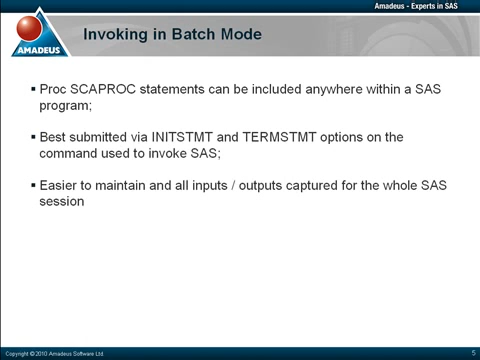 Amadeus - Experts in SAS
AMADEUS
Invoking in Batch Mode
▪ Proc SCAPROC statements can be included anywhere within a SAS
program;
▪ Best submitted via INITSTMT and TERMSTMT options on the
command used to invoke SAS;
▪ Easier to maintain and all inputs / outputs captured for the whole SAS
session
Copyright © 2010 Amadeus Software Ltd
5